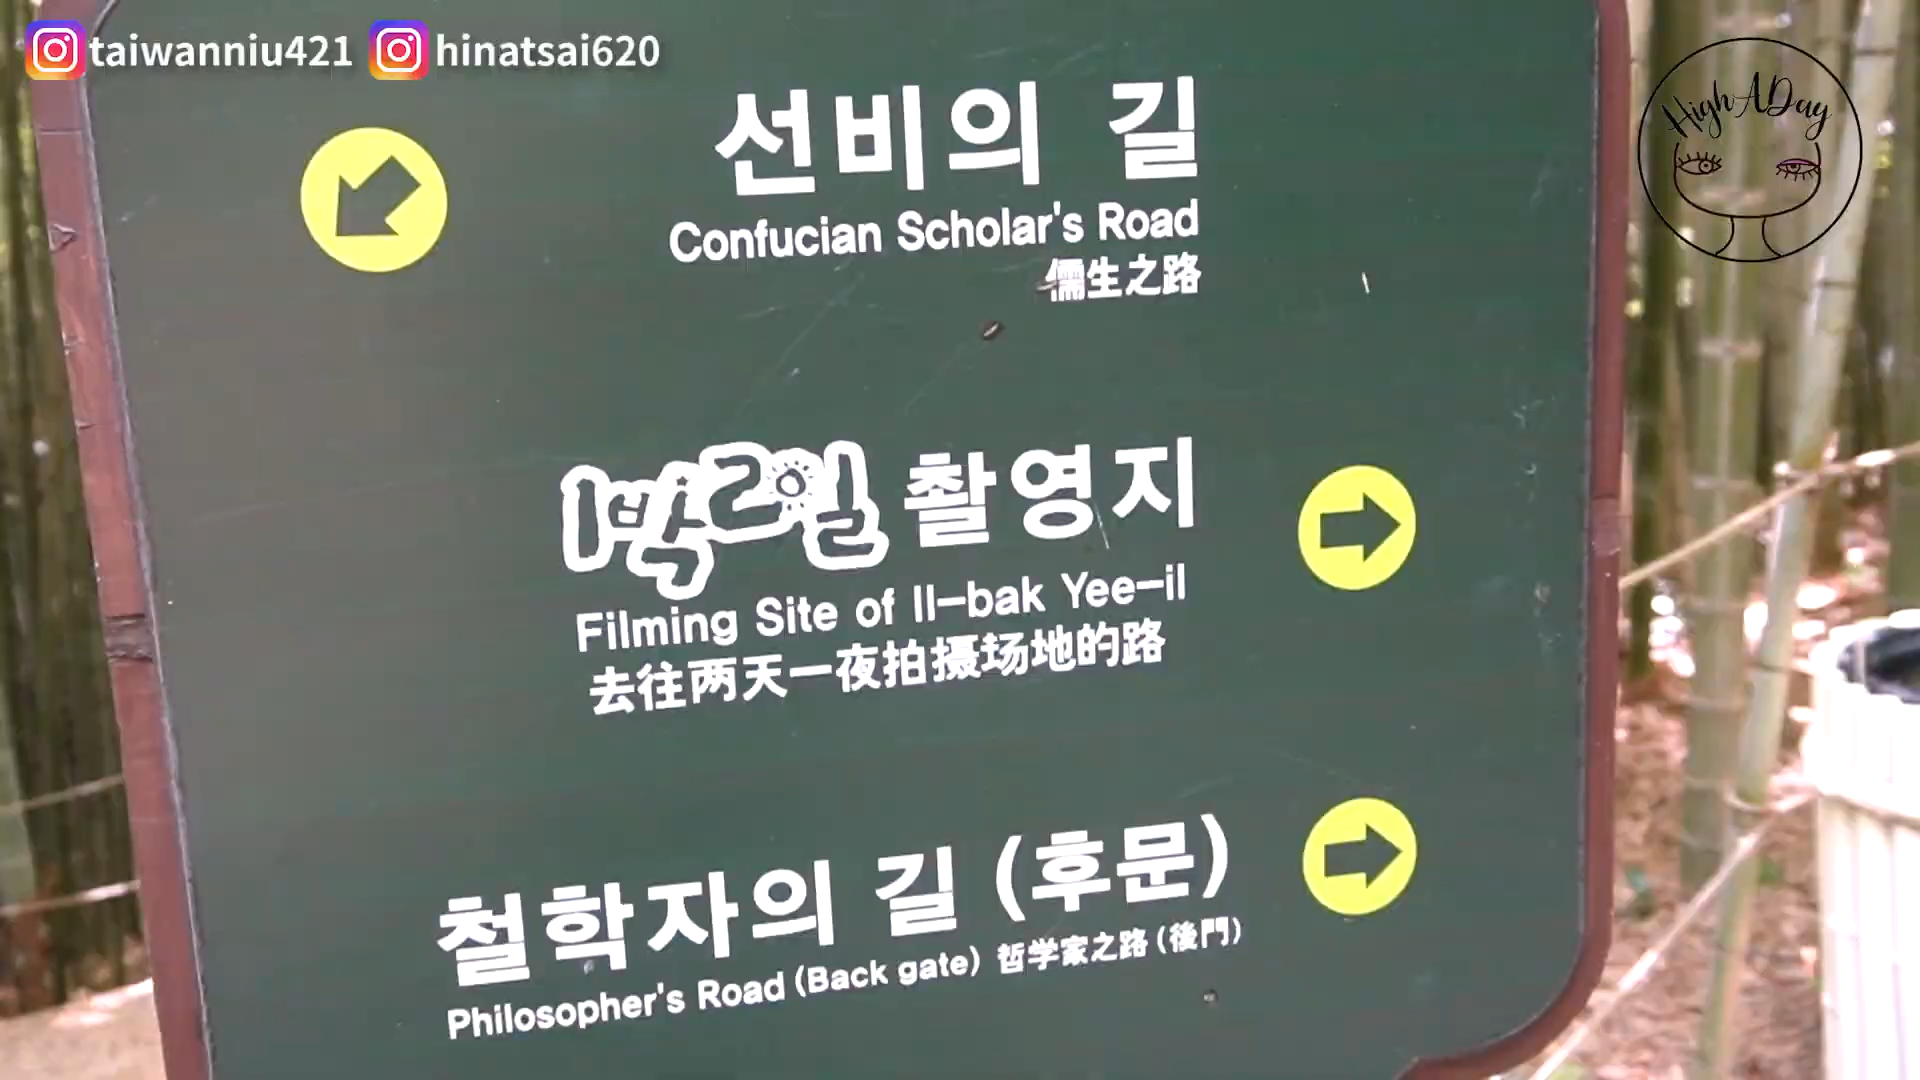 taiwanniu421 hinatsai620
High A Day
선비의 길
Confucian Scholar's Road
儒生之路
1박2일 촬영지
Filming Site of Il-bak Yee-il
去往两天一夜拍摄场地的路
철학자의 길 (후문)
Philosopher's Road (Back gate) 哲学家之路 (後門)